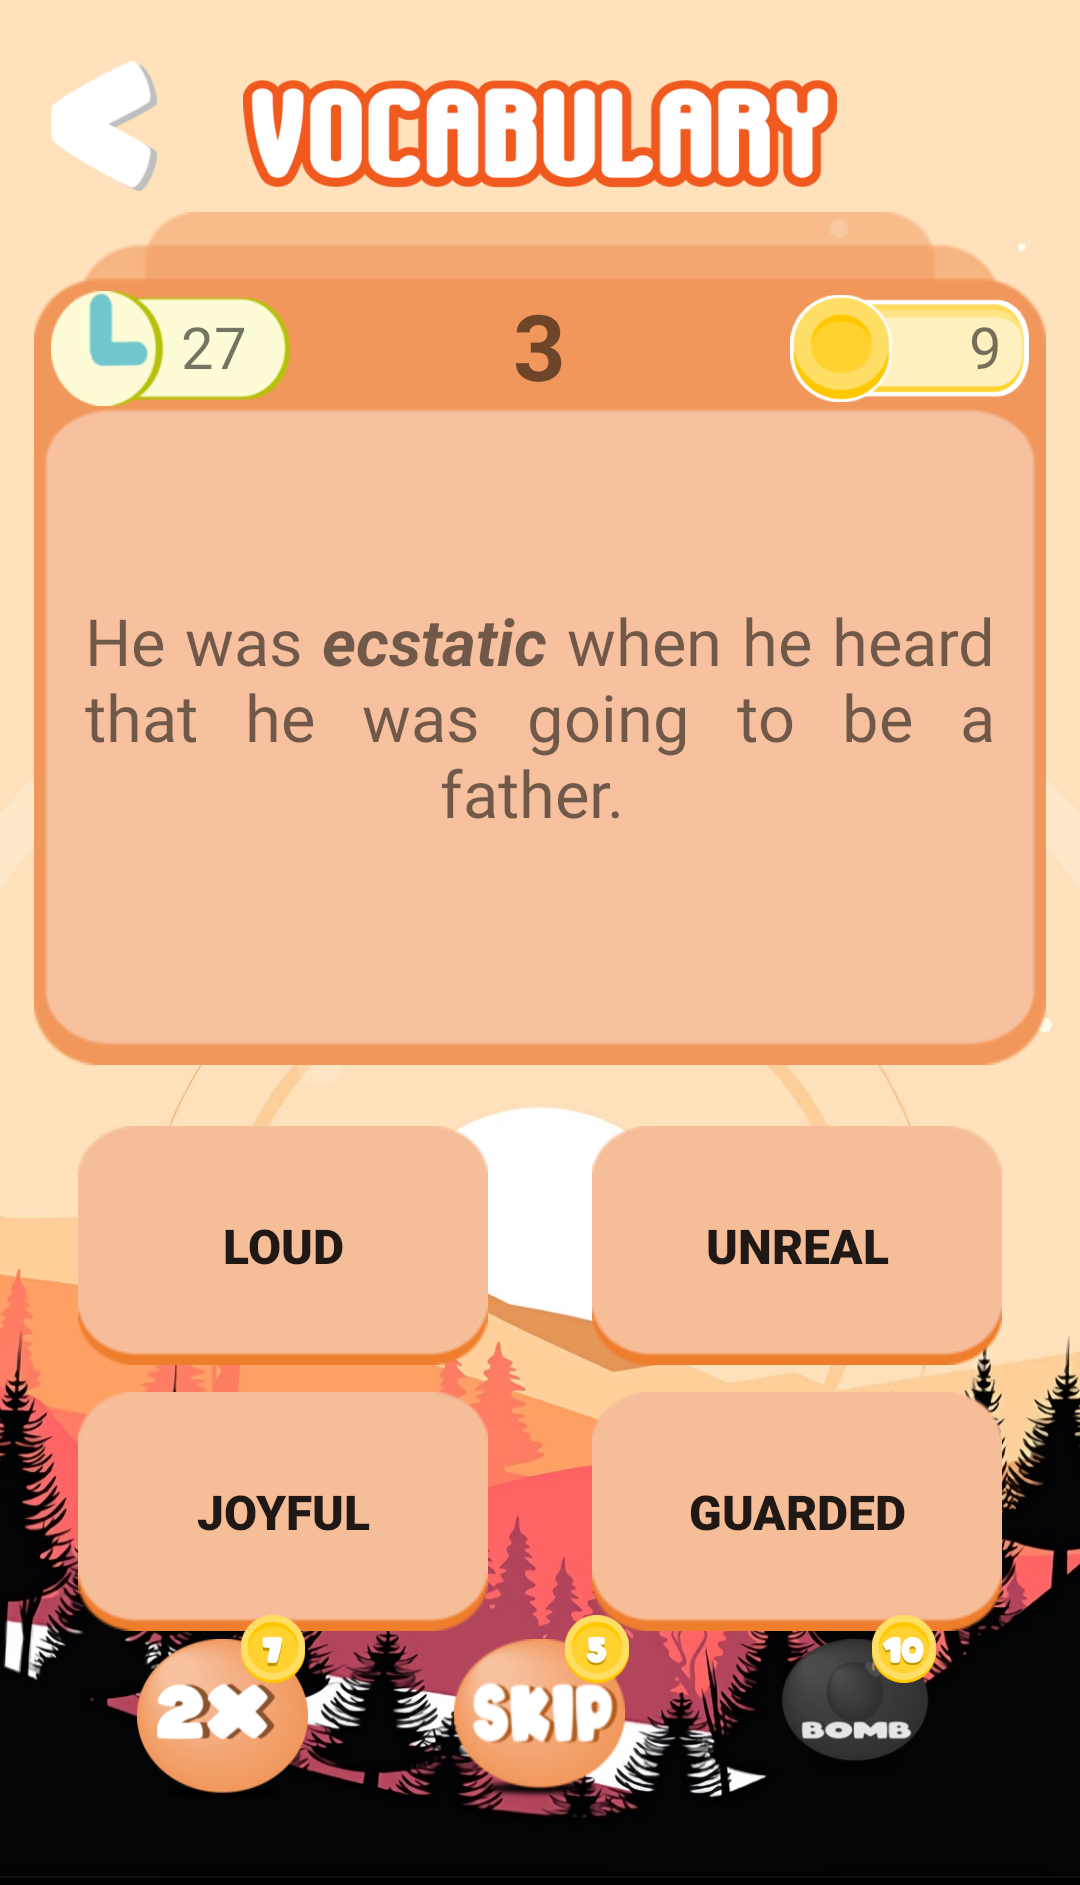 VOCABULARY
27 3 9
He was ecstatic when he heard
that he was going to be a
father.
LOUD UNREAL
JOYFUL GUARDED
7 5 10
2X SKIP BOMB